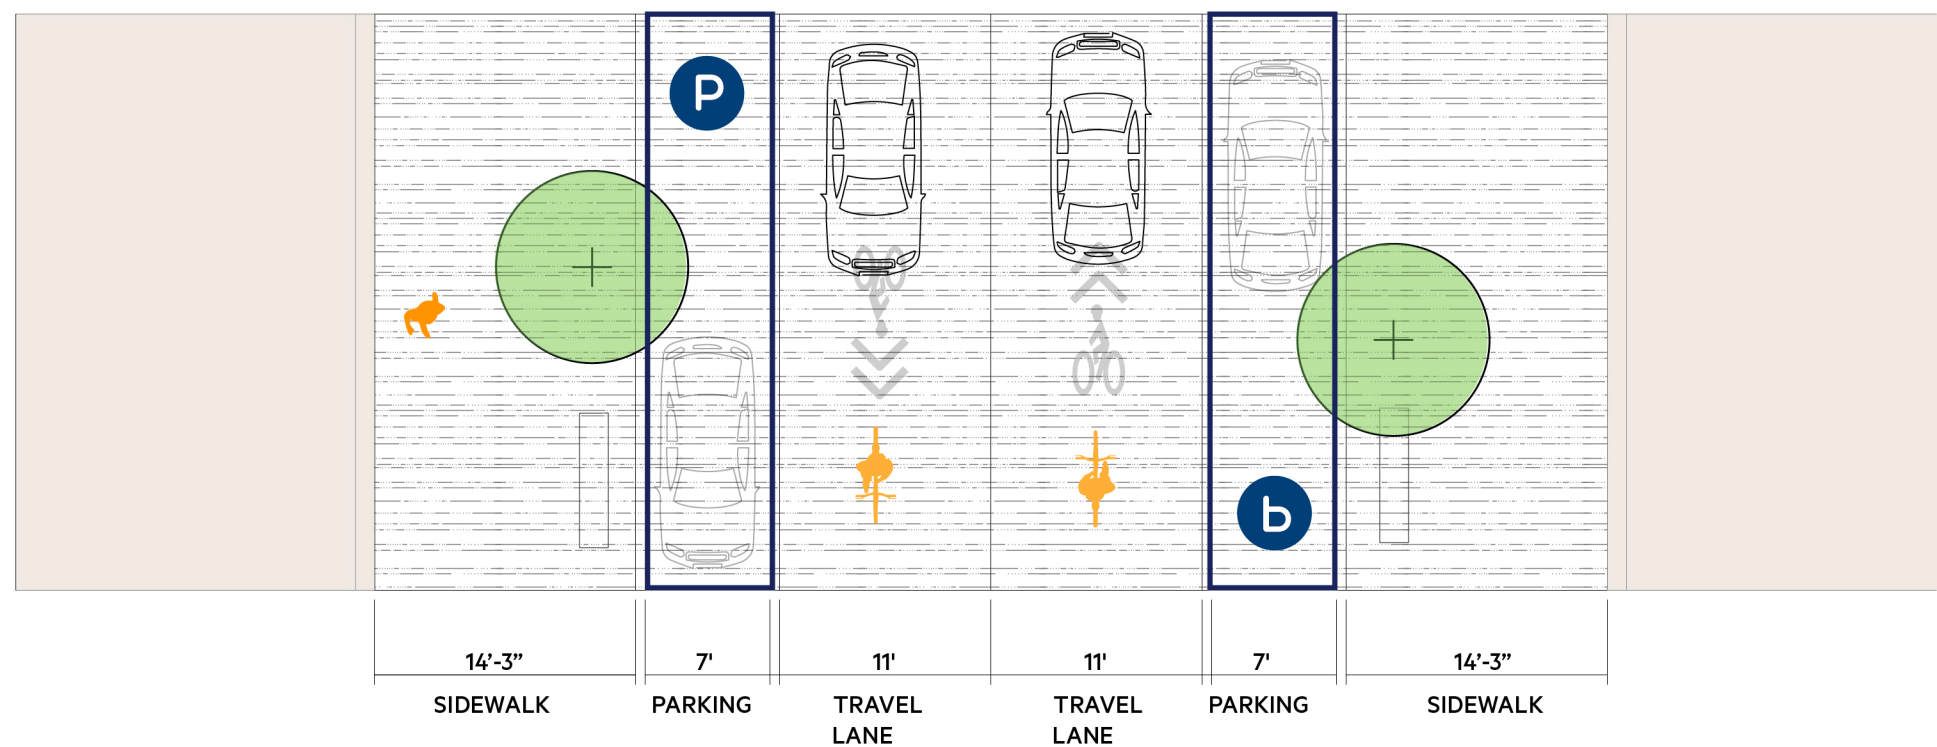 P
b
14’-3”
7'
11'
11'
7'
14’-3”
SIDEWALK
PARKING
TRAVEL
LANE
TRAVEL
LANE
PARKING
SIDEWALK